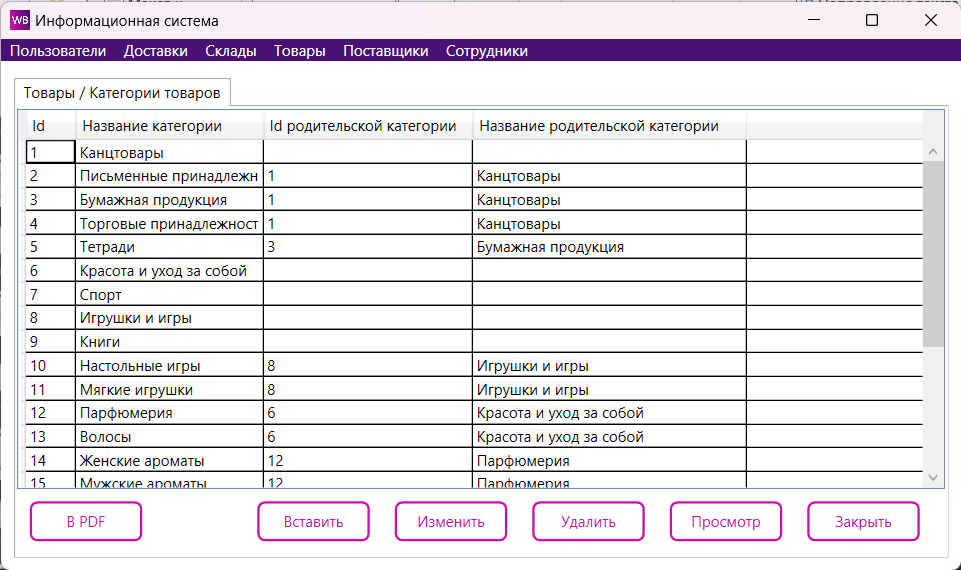 WB Информационная система
Пользователи Доставки Склады Товары Поставщики Сотрудники
Товары / Категории товаров
Id Название категории Id родительской категории Название родительской категории
1 Канцтовары
2 Письменные принадлежн 1 Канцтовары
3 Бумажная продукция 1 Канцтовары
4 Торговые принадлежност 1 Канцтовары
5 Тетради 3 Бумажная продукция
6 Красота и уход за собой
7 Спорт
8 Игрушки и игры
9 Книги
10 Настольные игры 8 Игрушки и игры
11 Мягкие игрушки 8 Игрушки и игры
12 Парфюмерия 6 Красота и уход за собой
13 Волосы 6 Красота и уход за собой
14 Женские ароматы 12 Парфюмерия
15 Мужские ароматы 12 Парфюмерия
В PDF Вставить Изменить Удалить Просмотр Закрыть